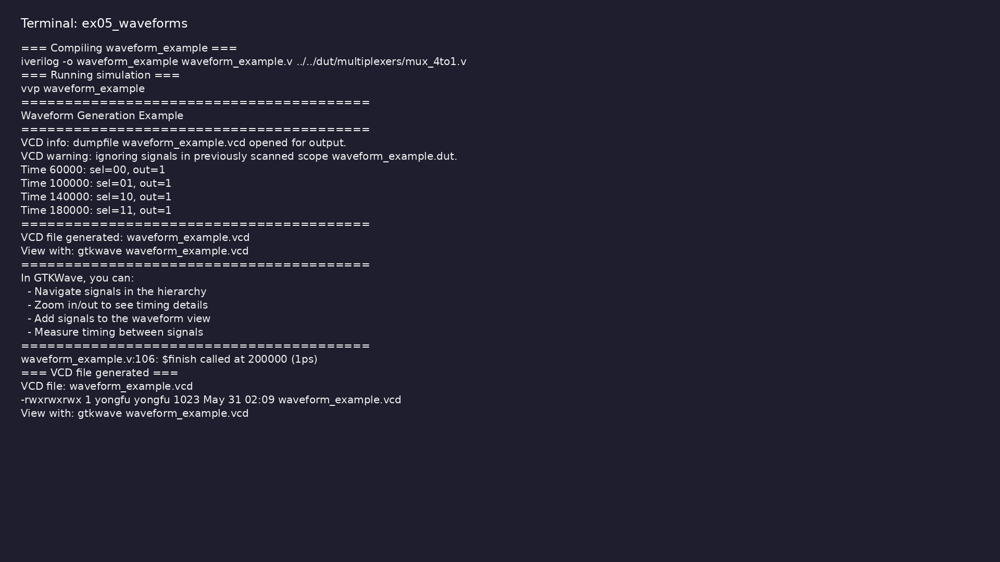 Terminal: ex05_waveforms
=== Compiling waveform_example ===
iverilog -o waveform_example waveform_example.v ../../dut/multiplexers/mux_4to1.v
=== Running simulation ===
vvp waveform_example
========================================
Waveform Generation Example
========================================
VCD info: dumpfile waveform_example.vcd opened for output.
VCD warning: ignoring signals in previously scanned scope waveform_example.dut.
Time 60000: sel=00, out=1
Time 100000: sel=01, out=1
Time 140000: sel=10, out=1
Time 180000: sel=11, out=1
========================================
VCD file generated: waveform_example.vcd
View with: gtkwave waveform_example.vcd
========================================
In GTKWave, you can:
  - Navigate signals in the hierarchy
  - Zoom in/out to see timing details
  - Add signals to the waveform view
  - Measure timing between signals
========================================
waveform_example.v:106: $finish called at 200000 (1ps)
=== VCD file generated ===
VCD file: waveform_example.vcd
-rwxrwxrwx 1 yongfu yongfu 1023 May 31 02:09 waveform_example.vcd
View with: gtkwave waveform_example.vcd